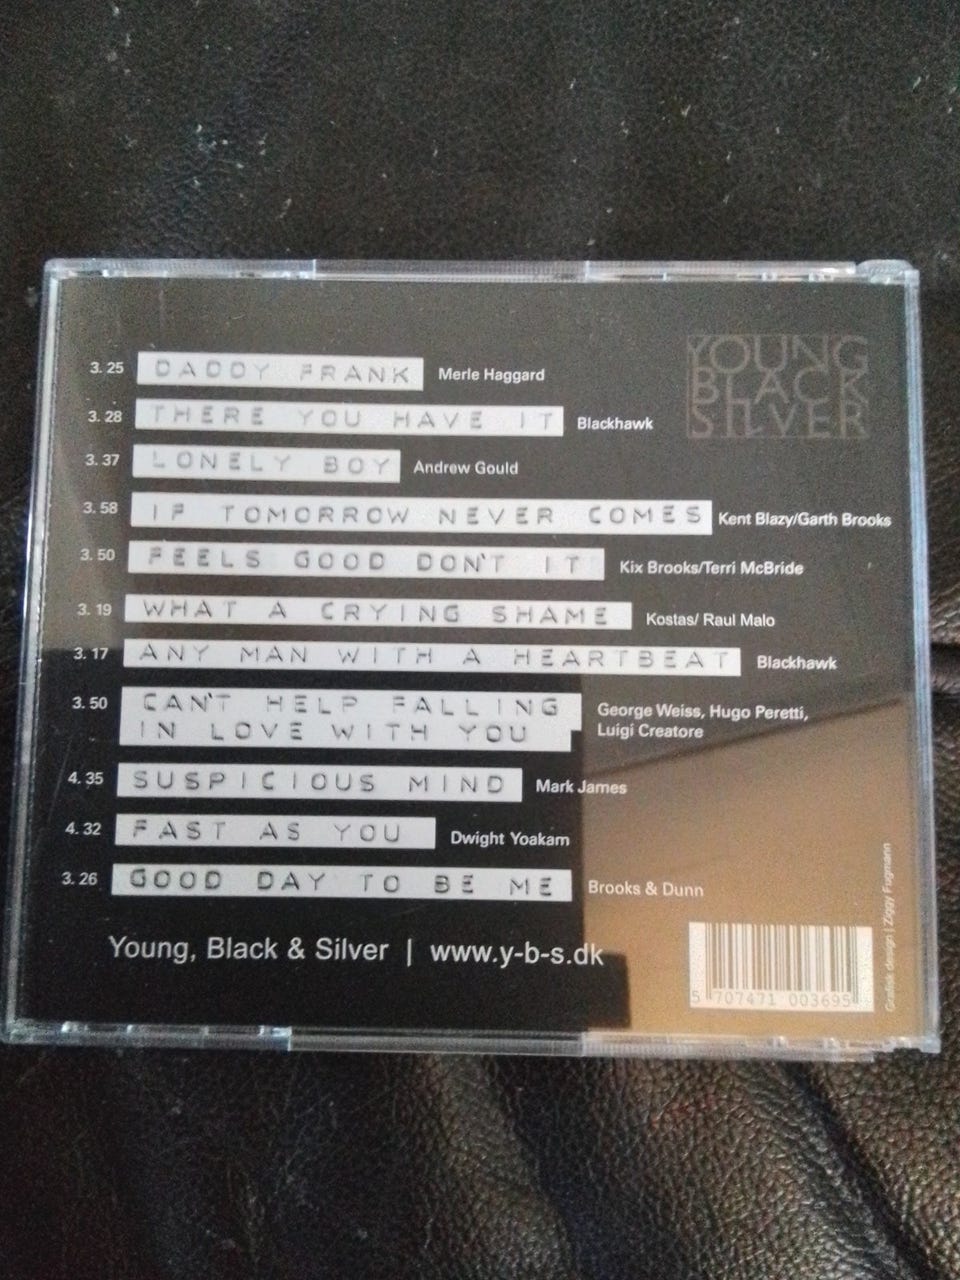 YOUNG
BLACK
SILVER
3. 25 DADDY FRANK Merle Haggard
3. 28 THERE YOU HAVE IT Blackhawk
3. 37 LONELY BOY Andrew Gould
3. 58 IF TOMORROW NEVER COMES Kent Blazy/Garth Brooks
3. 50 FEELS GOOD DON'T IT Kix Brooks/Terri McBride
3. 19 WHAT A CRYING SHAME Kostas/ Raul Malo
3. 17 ANY MAN WITH A HEARTBEAT Blackhawk
3. 50 CAN'T HELP FALLING George Weiss, Hugo Peretti,
IN LOVE WITH YOU Luigi Creatore
4. 35 SUSPICIOUS MIND Mark James
4. 32 FAST AS YOU Dwight Yoakam
3. 26 GOOD DAY TO BE ME Brooks & Dunn
Young, Black & Silver | www.y-b-s.dk
5 707471 003695
Grafisk design | Ziggy Fugmann